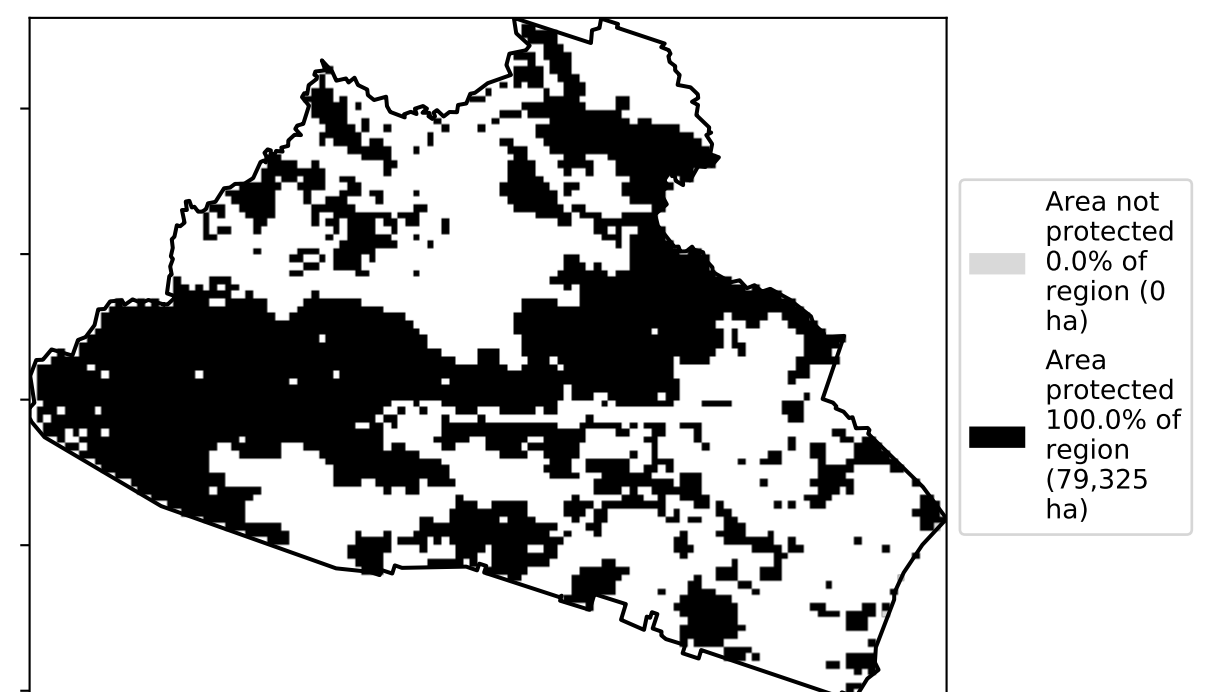 Area not
protected
0.0% of
region (0
ha)
Area
protected
100.0% of
region
(79,325
ha)